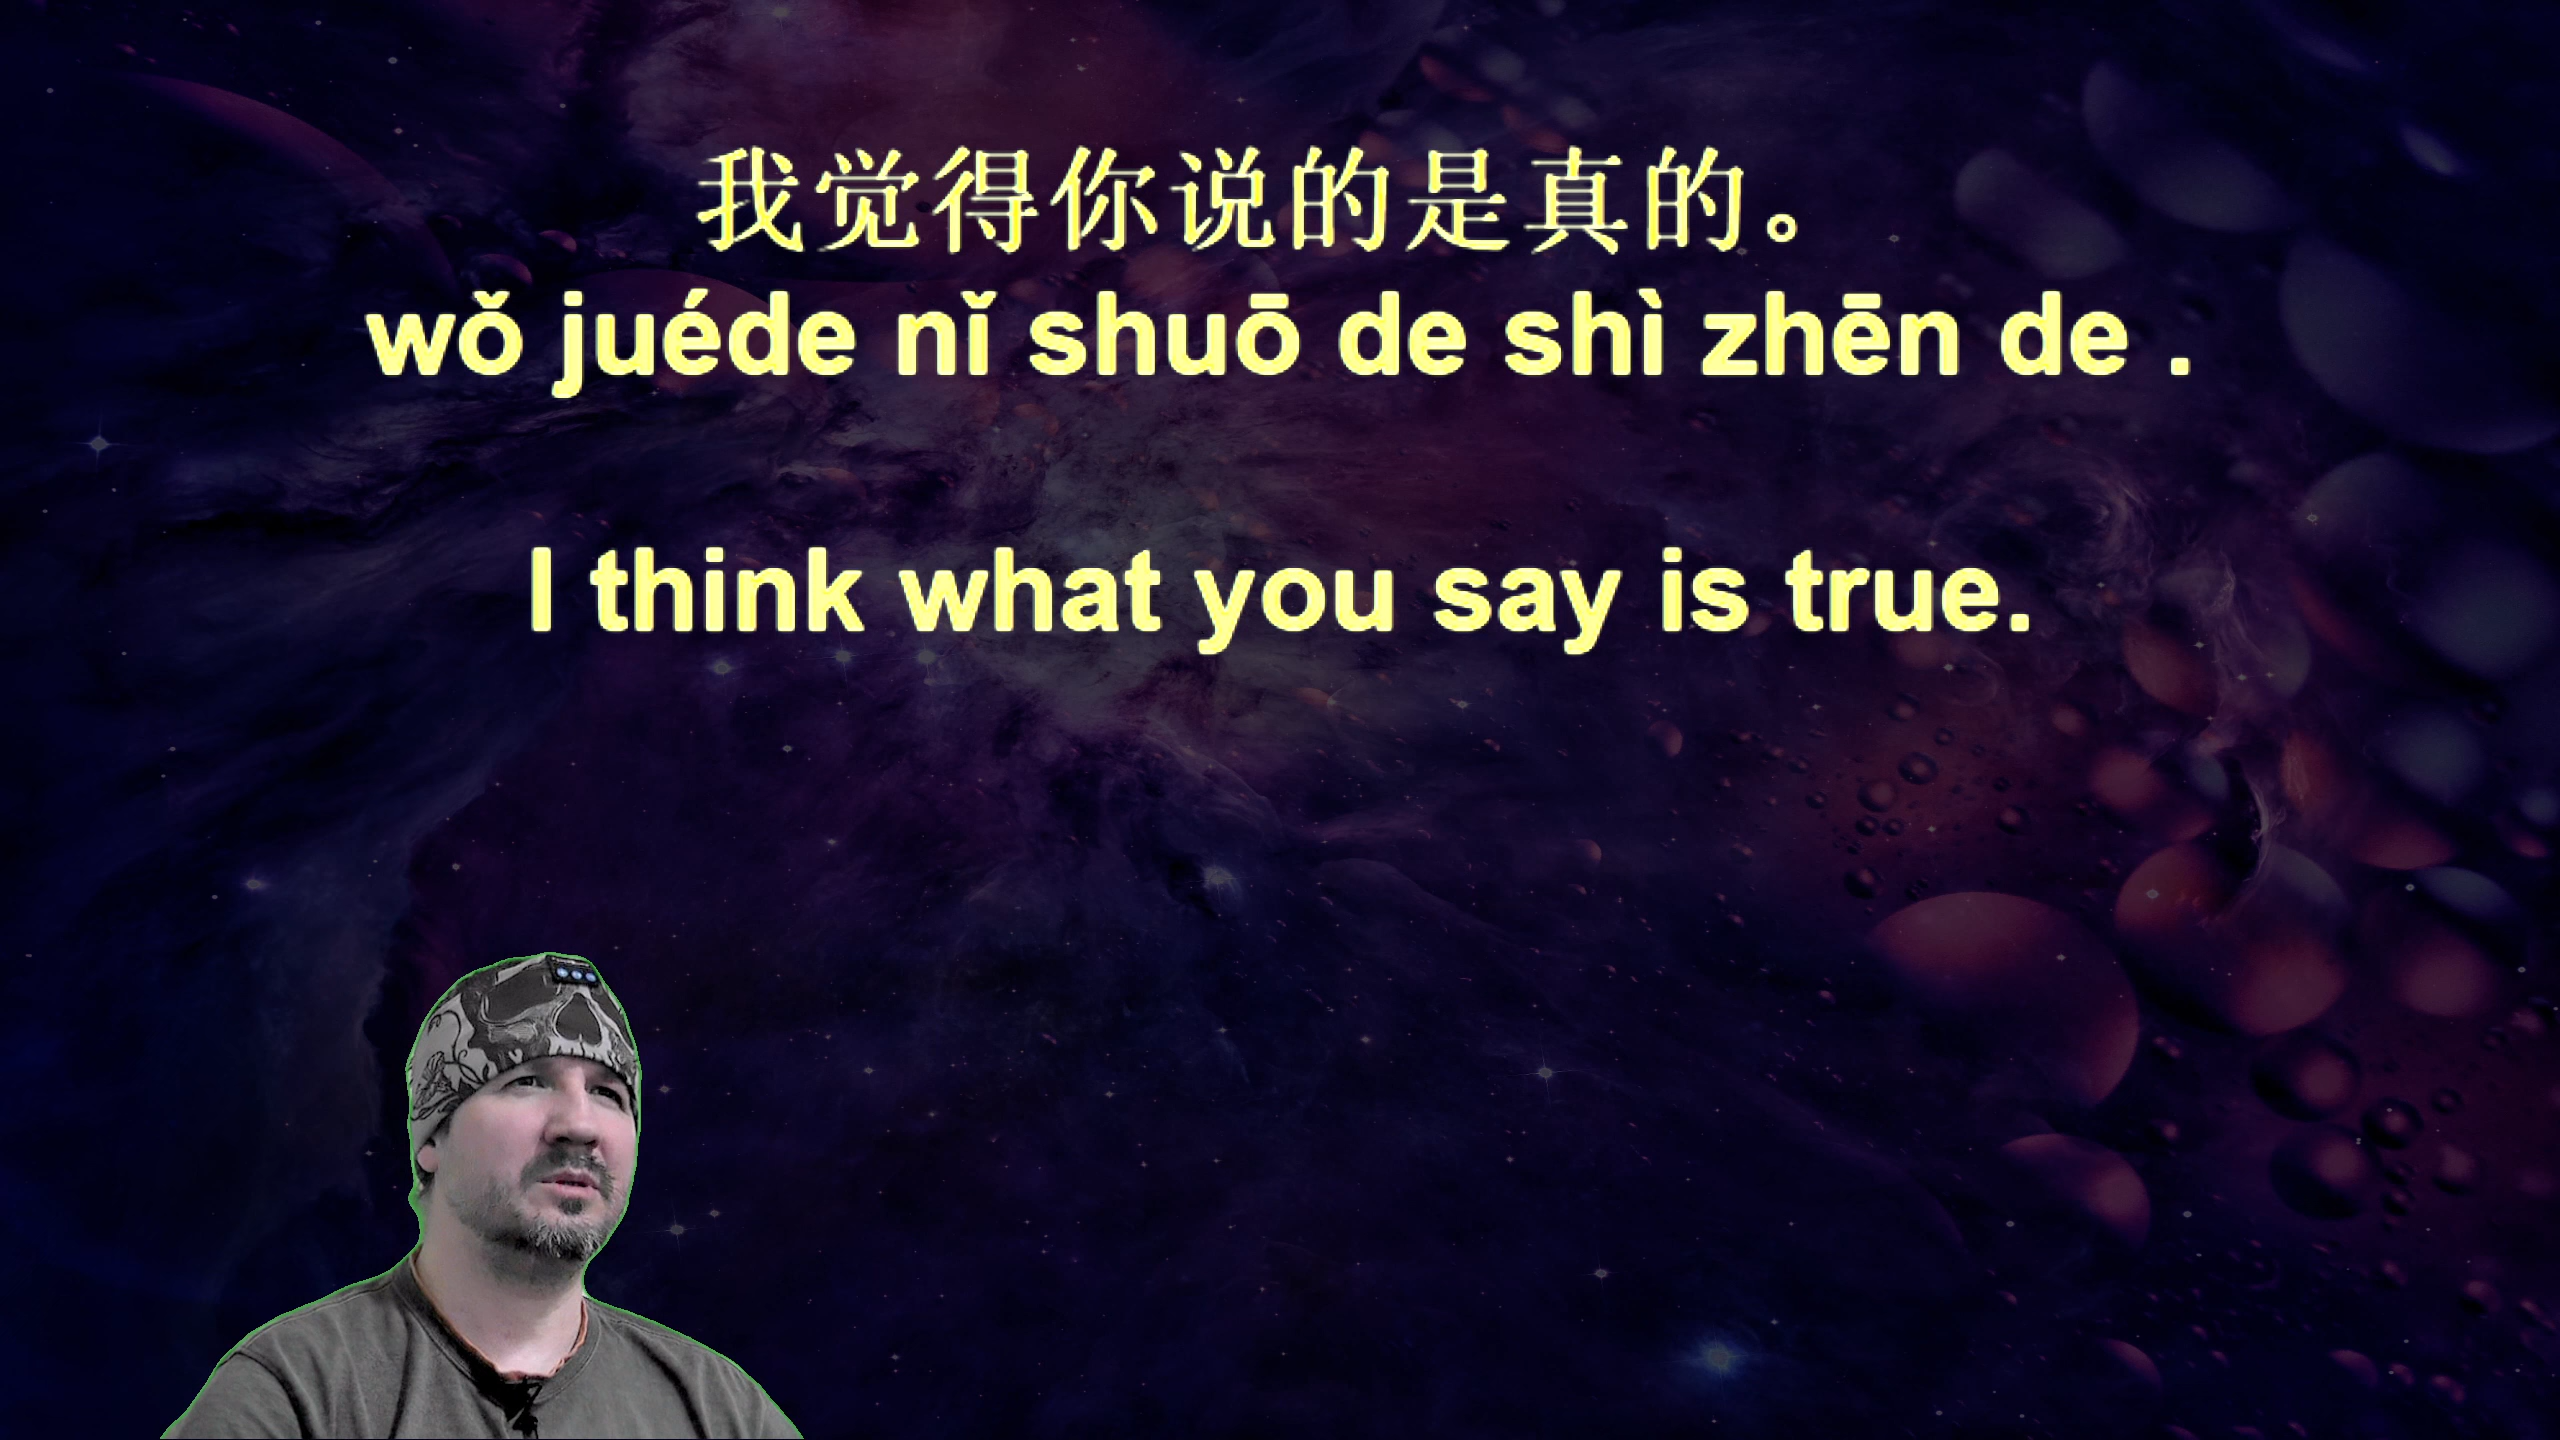 我觉得你说的是真的。
wǒ juéde nǐ shuō de shì zhēn de .
I think what you say is true.